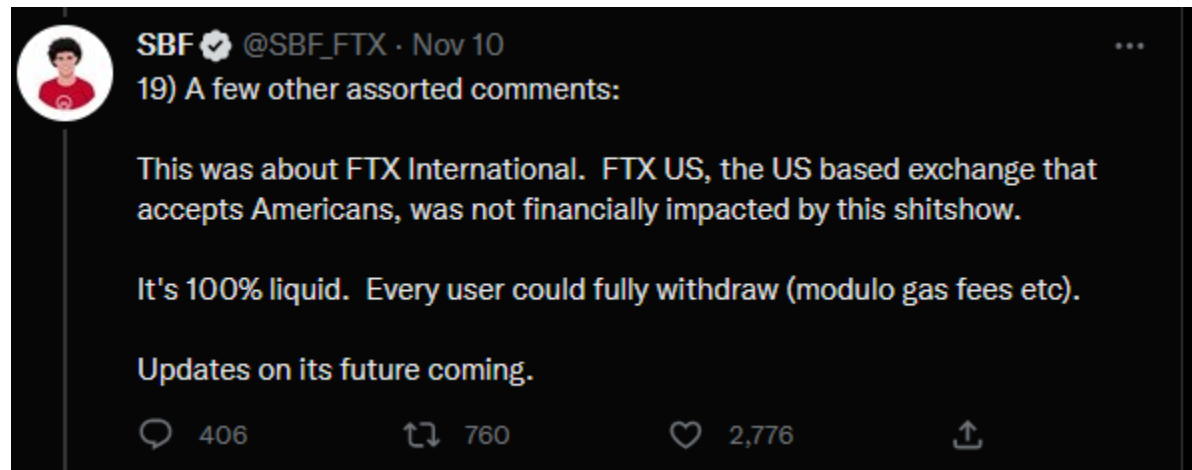 SBF @SBF_FTX · Nov 10
19) A few other assorted comments:
This was about FTX International.  FTX US, the US based exchange that
accepts Americans, was not financially impacted by this shitshow.
It's 100% liquid.  Every user could fully withdraw (modulo gas fees etc).
Updates on its future coming.
406 760 2,776